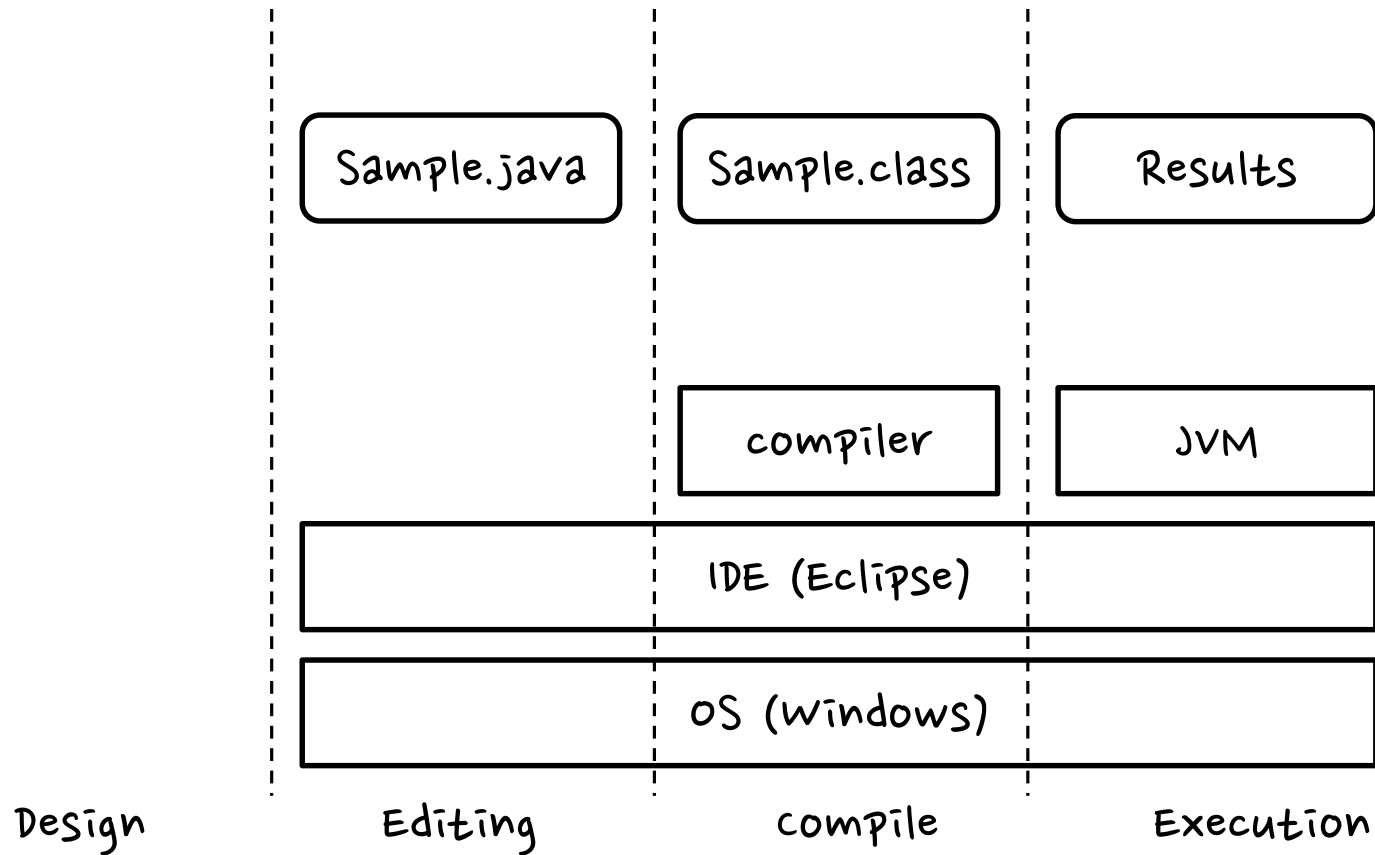 Sample.java
Sample.class
Results
compiler
JVM
IDE (Eclipse)
OS (Windows)
Design
Editing
Compile
Execution